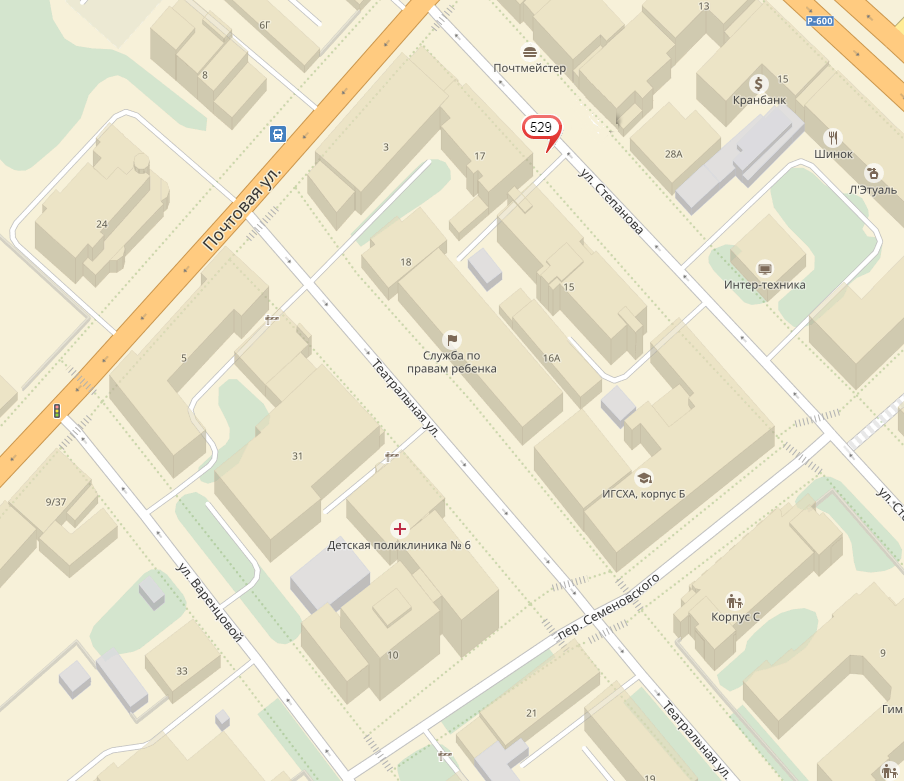 13
Р-600
6Г
Почтмейстер
8
15
Кранбанк
529
3
17
28А
Шинок
Л'Этуаль
ул. Степанова
Почтовая ул.
24
18
15
Интер-техника
5
Служба по
правам ребенка
16А
Театральная ул.
31
ИГСХА, корпус Б
9/37
Детская поликлиника № 6
ул. Ста
ул. Варенцовой
пер. Семеновского
Корпус С
10
33
9
21
Гим
Театральная ул.
19